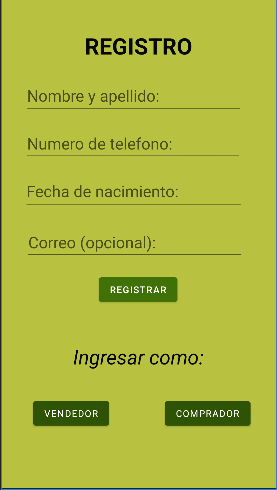 REGISTRO
Nombre y apellido:
Numero de telefono:
Fecha de nacimiento:
Correo (opcional):
REGISTRAR
Ingresar como:
VENDEDOR COMPRADOR